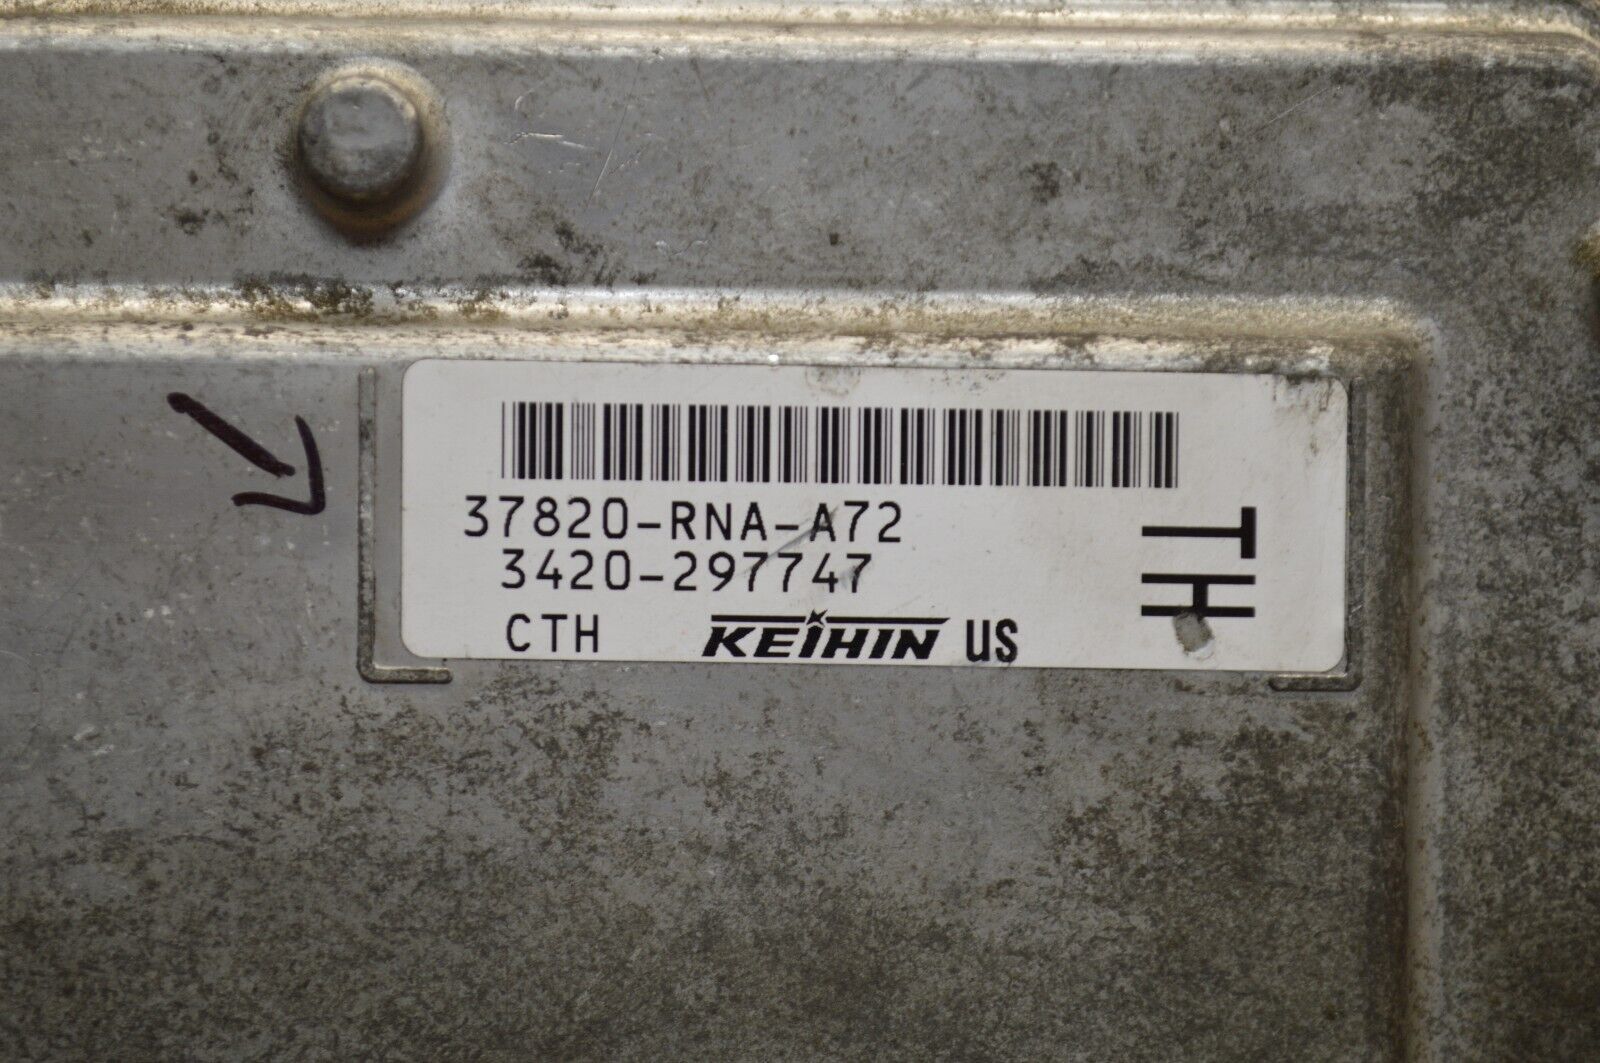 37820-RNA-A72
3420-297747
CTH KEIHIN US
TH